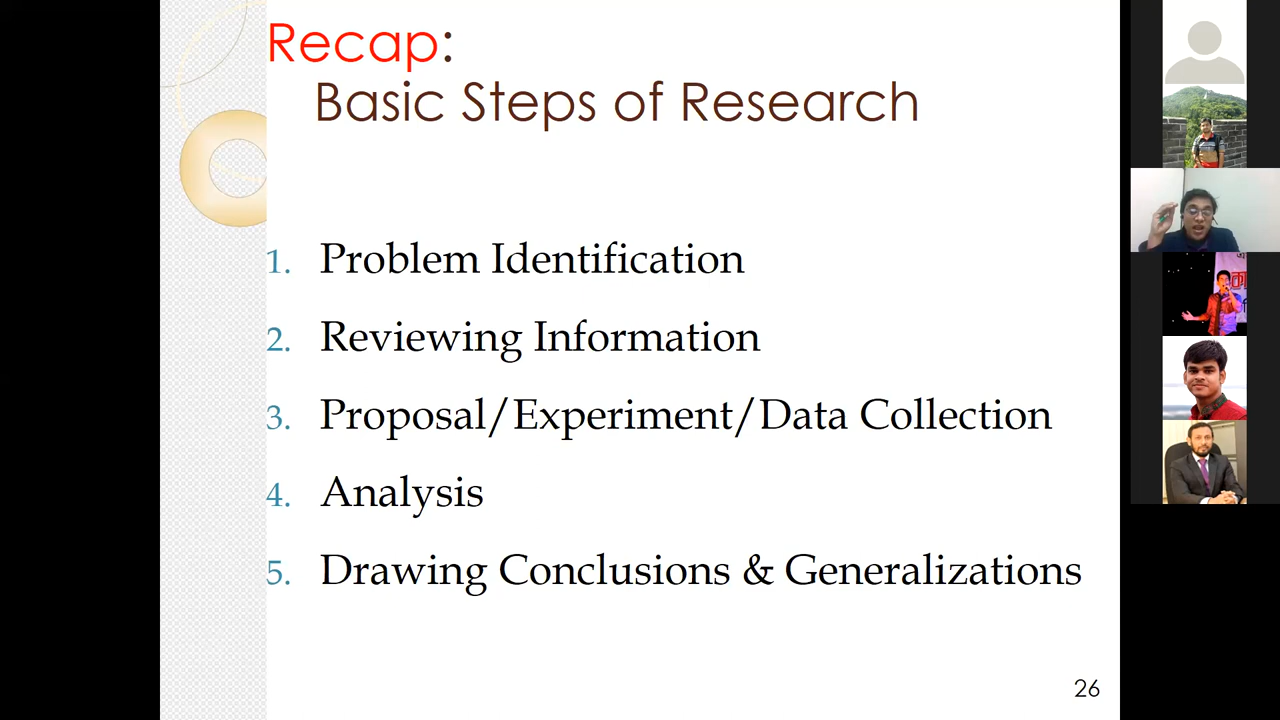 Recap:
Basic Steps of Research
1. Problem Identification
2. Reviewing Information
3. Proposal/Experiment/Data Collection
4. Analysis
5. Drawing Conclusions & Generalizations
26